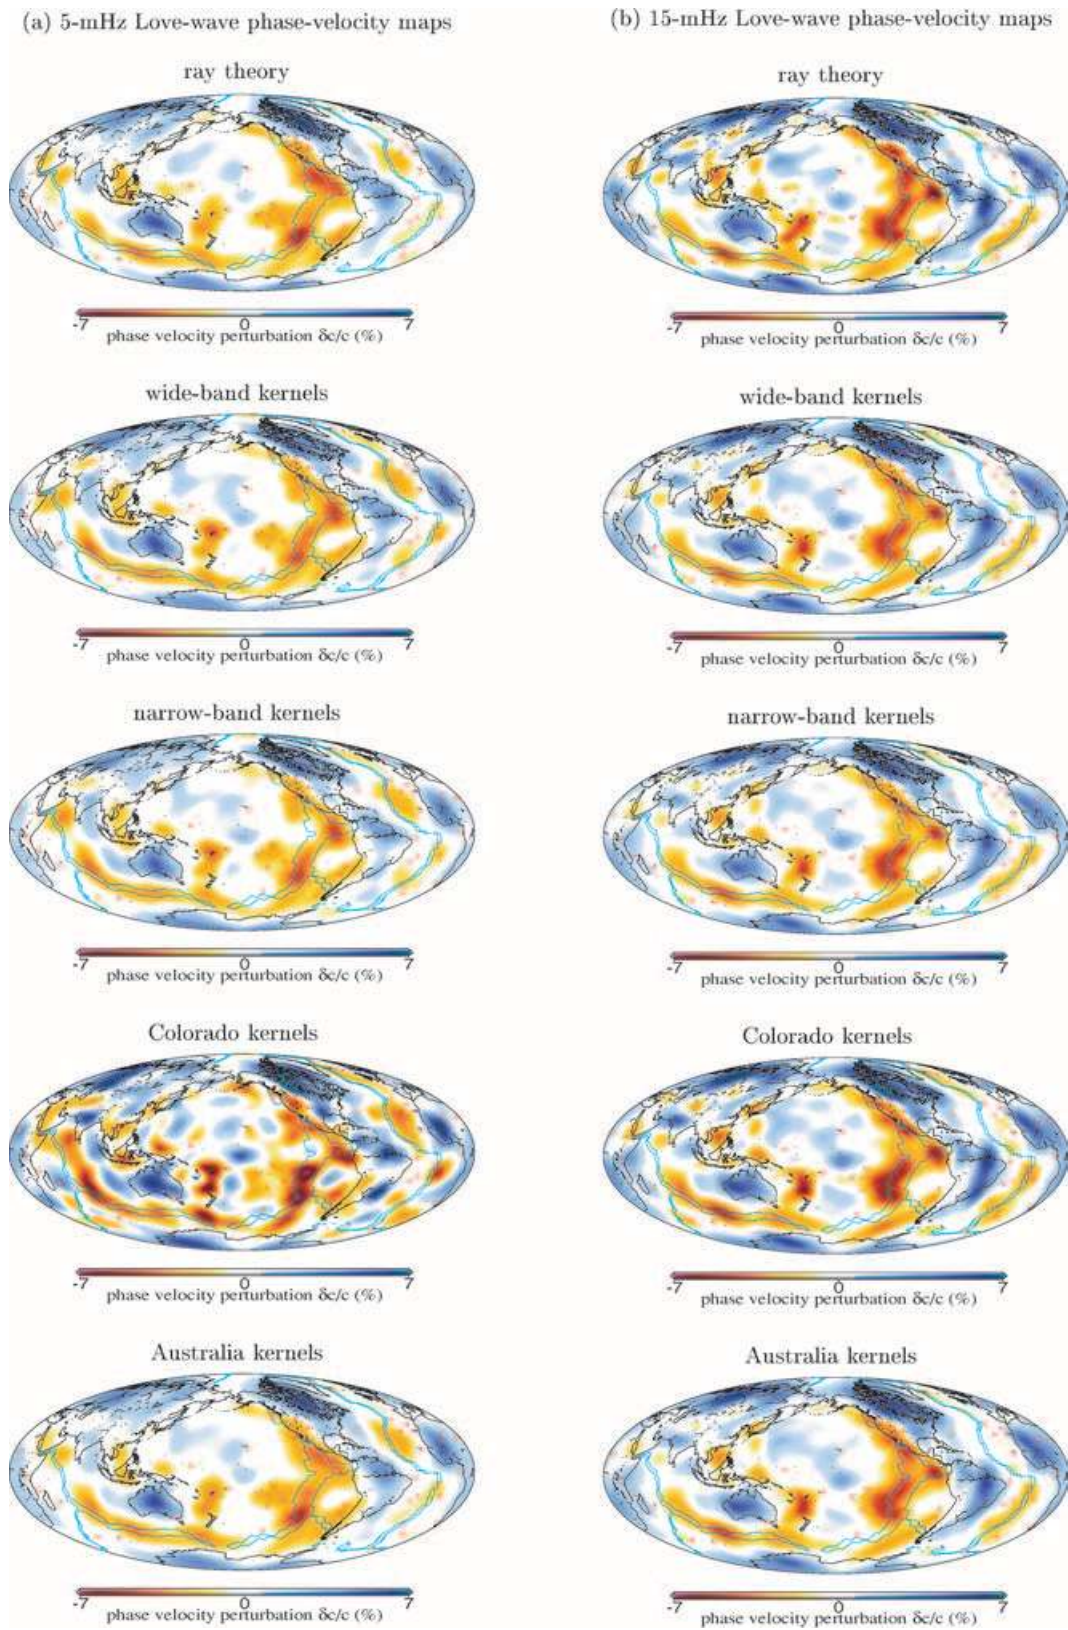 (a) 5-mHz Love-wave phase-velocity maps
ray theory
-7 0 7
phase velocity perturbation δc/c (%)
wide-band kernels
-7 0 7
phase velocity perturbation δc/c (%)
narrow-band kernels
-7 0 7
phase velocity perturbation δc/c (%)
Colorado kernels
-7 0 7
phase velocity perturbation δc/c (%)
Australia kernels
-7 0 7
phase velocity perturbation δc/c (%)
(b) 15-mHz Love-wave phase-velocity maps
ray theory
-7 0 7
phase velocity perturbation δc/c (%)
wide-band kernels
-7 0 7
phase velocity perturbation δc/c (%)
narrow-band kernels
-7 0 7
phase velocity perturbation δc/c (%)
Colorado kernels
-7 0 7
phase velocity perturbation δc/c (%)
Australia kernels
-7 0 7
phase velocity perturbation δc/c (%)